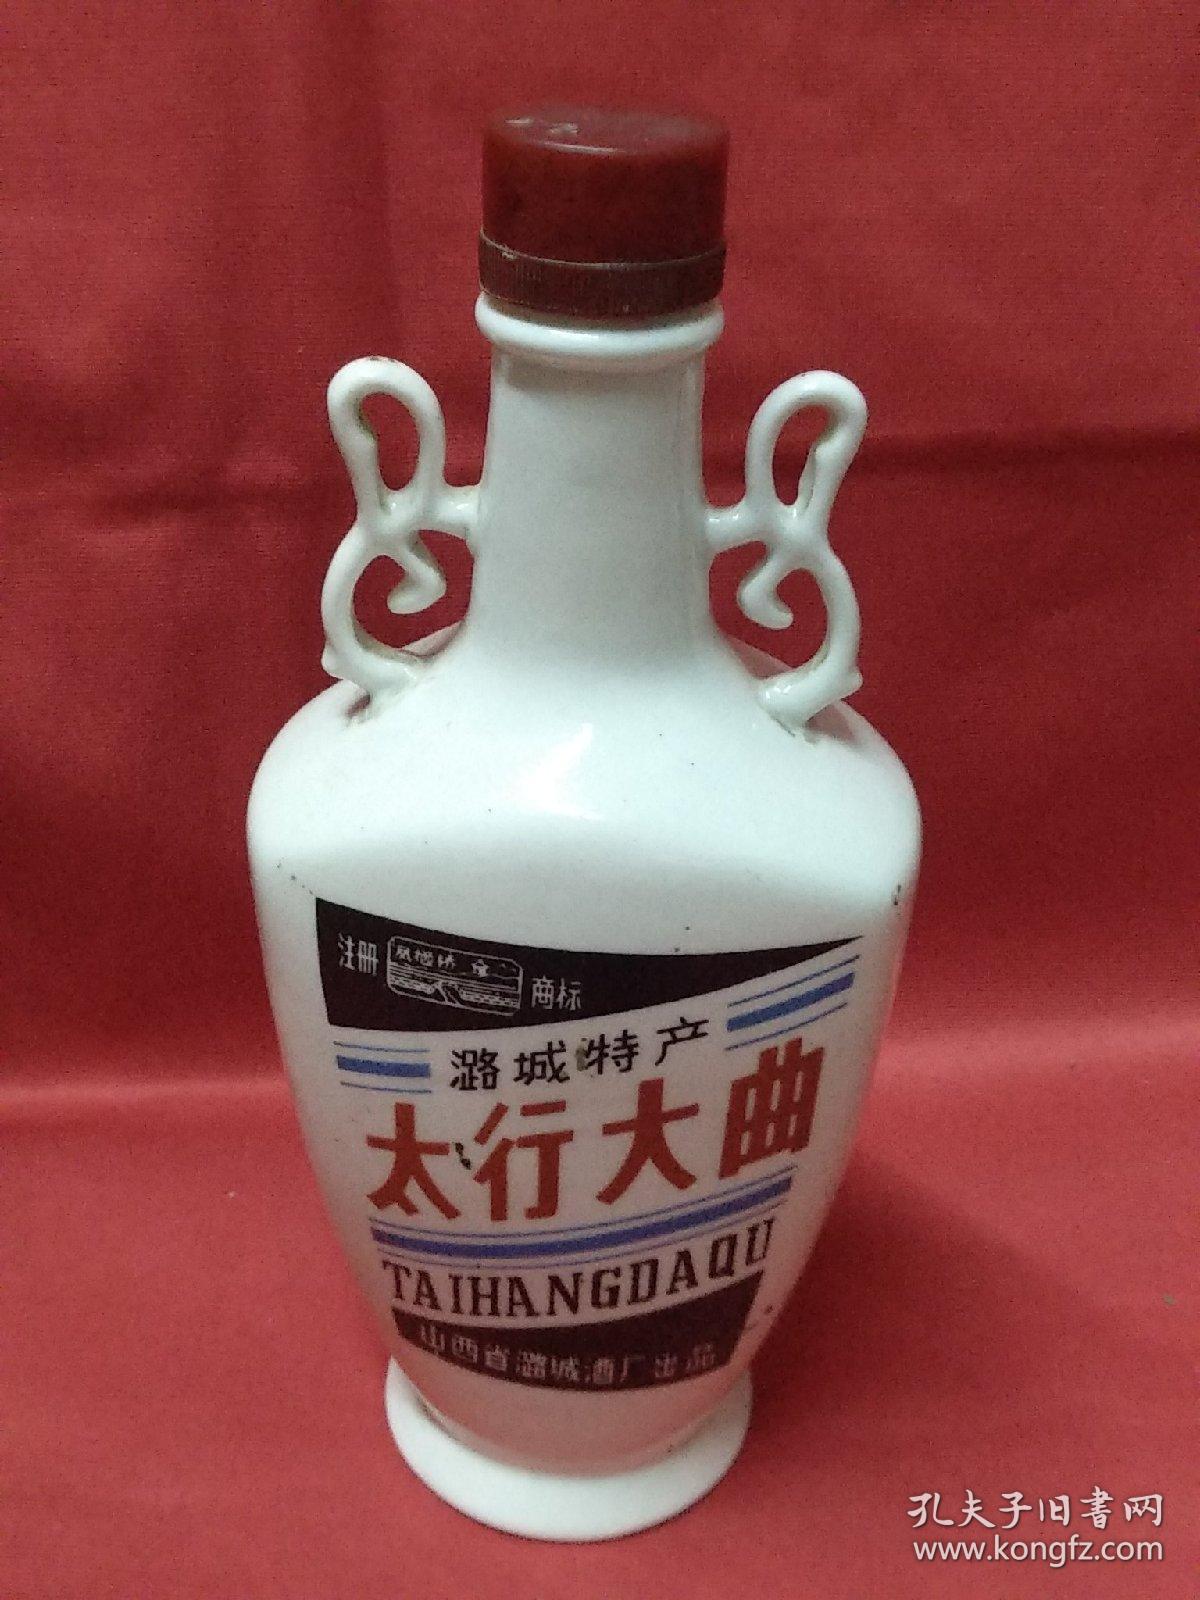 注册 商标
潞城特产
太行大曲
TAIHANGDAQU
山西省潞城酒厂出品
孔夫子旧书网
www.kongfz.com